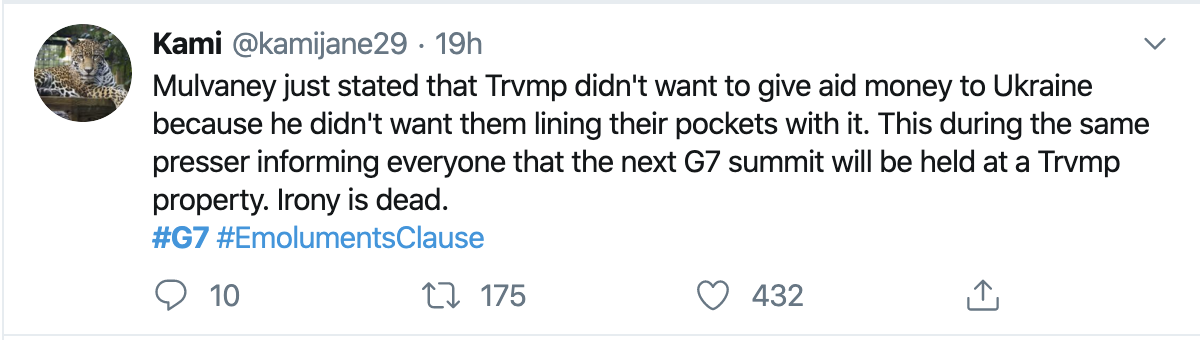 Kami @kamijane29 · 19h
Mulvaney just stated that Trvmp didn't want to give aid money to Ukraine
because he didn't want them lining their pockets with it. This during the same
presser informing everyone that the next G7 summit will be held at a Trvmp
property. Irony is dead.
#G7 #EmolumentsClause
10 175 432